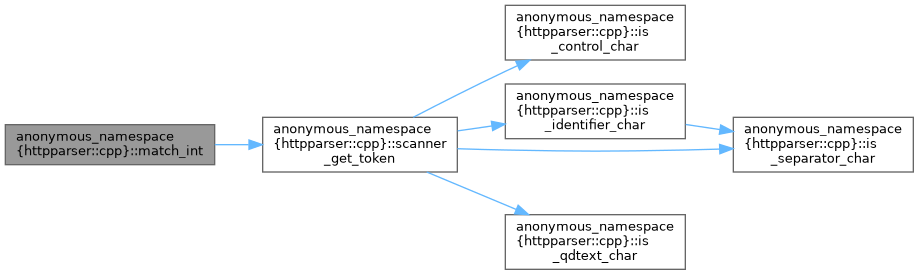 anonymous_namespace
{httpparser::cpp}::match_int
anonymous_namespace
{httpparser::cpp}::scanner
_get_token
anonymous_namespace
{httpparser::cpp}::is
_control_char
anonymous_namespace
{httpparser::cpp}::is
_identifier_char
anonymous_namespace
{httpparser::cpp}::is
_separator_char
anonymous_namespace
{httpparser::cpp}::is
_qdtext_char